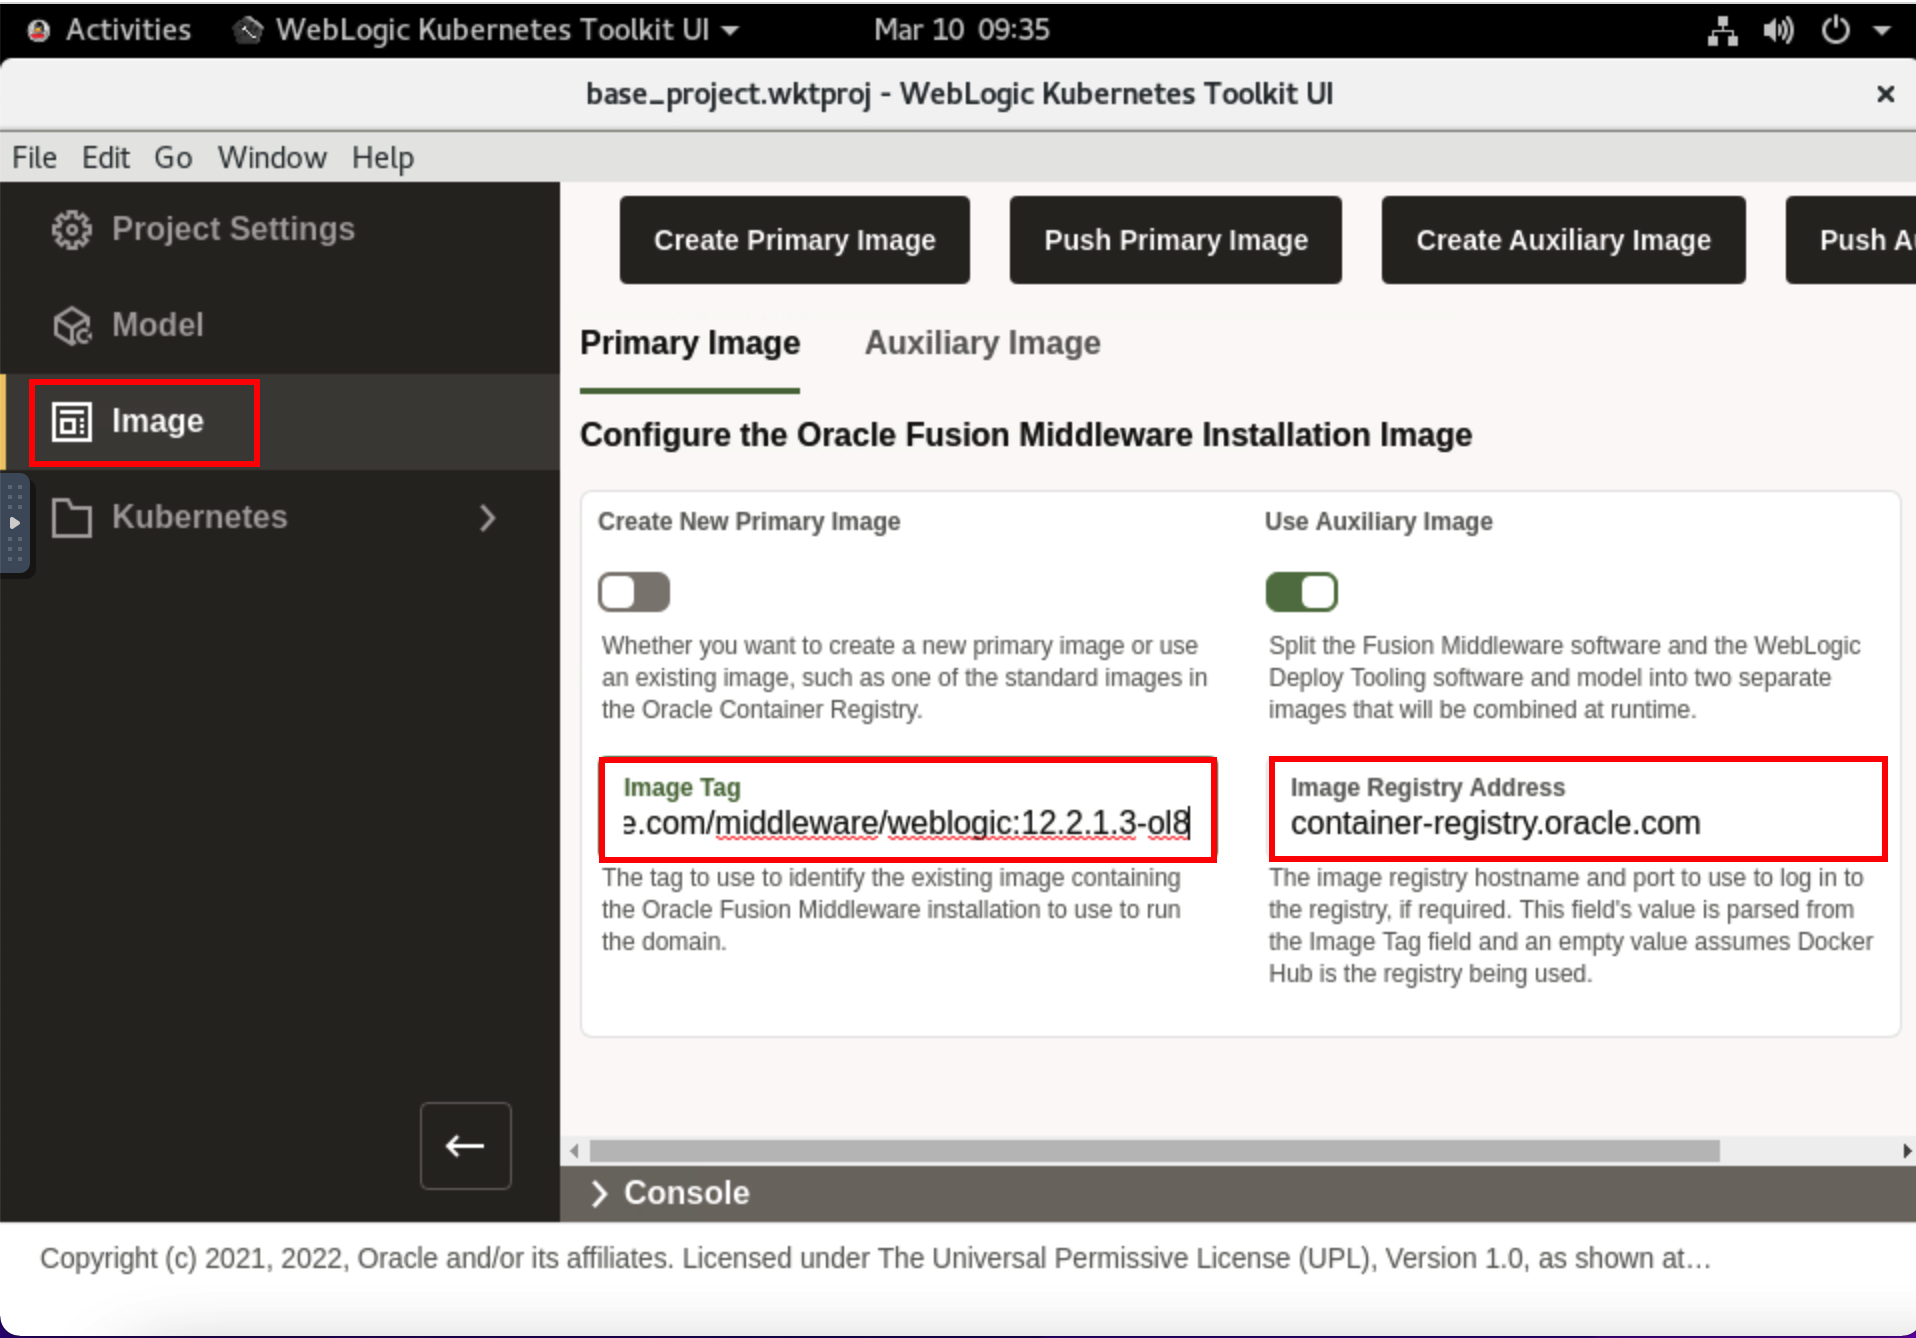 Activities WebLogic Kubernetes Toolkit UI Mar 10 09:35
base_project.wktproj - WebLogic Kubernetes Toolkit UI
File Edit Go Window Help
Project Settings
Model
Image
Kubernetes
Create Primary Image Push Primary Image Create Auxiliary Image Push A
Primary Image Auxiliary Image
Configure the Oracle Fusion Middleware Installation Image
Create New Primary Image
Whether you want to create a new primary image or use
an existing image, such as one of the standard images in
the Oracle Container Registry.
Use Auxiliary Image
Split the Fusion Middleware software and the WebLogic
Deploy Tooling software and model into two separate
images that will be combined at runtime.
Image Tag
e.com/middleware/weblogic:12.2.1.3-ol8
The tag to use to identify the existing image containing
the Oracle Fusion Middleware installation to use to run
the domain.
Image Registry Address
container-registry.oracle.com
The image registry hostname and port to use to log in to
the registry, if required. This field's value is parsed from
the Image Tag field and an empty value assumes Docker
Hub is the registry being used.
Console
Copyright (c) 2021, 2022, Oracle and/or its affiliates. Licensed under The Universal Permissive License (UPL), Version 1.0, as shown at…